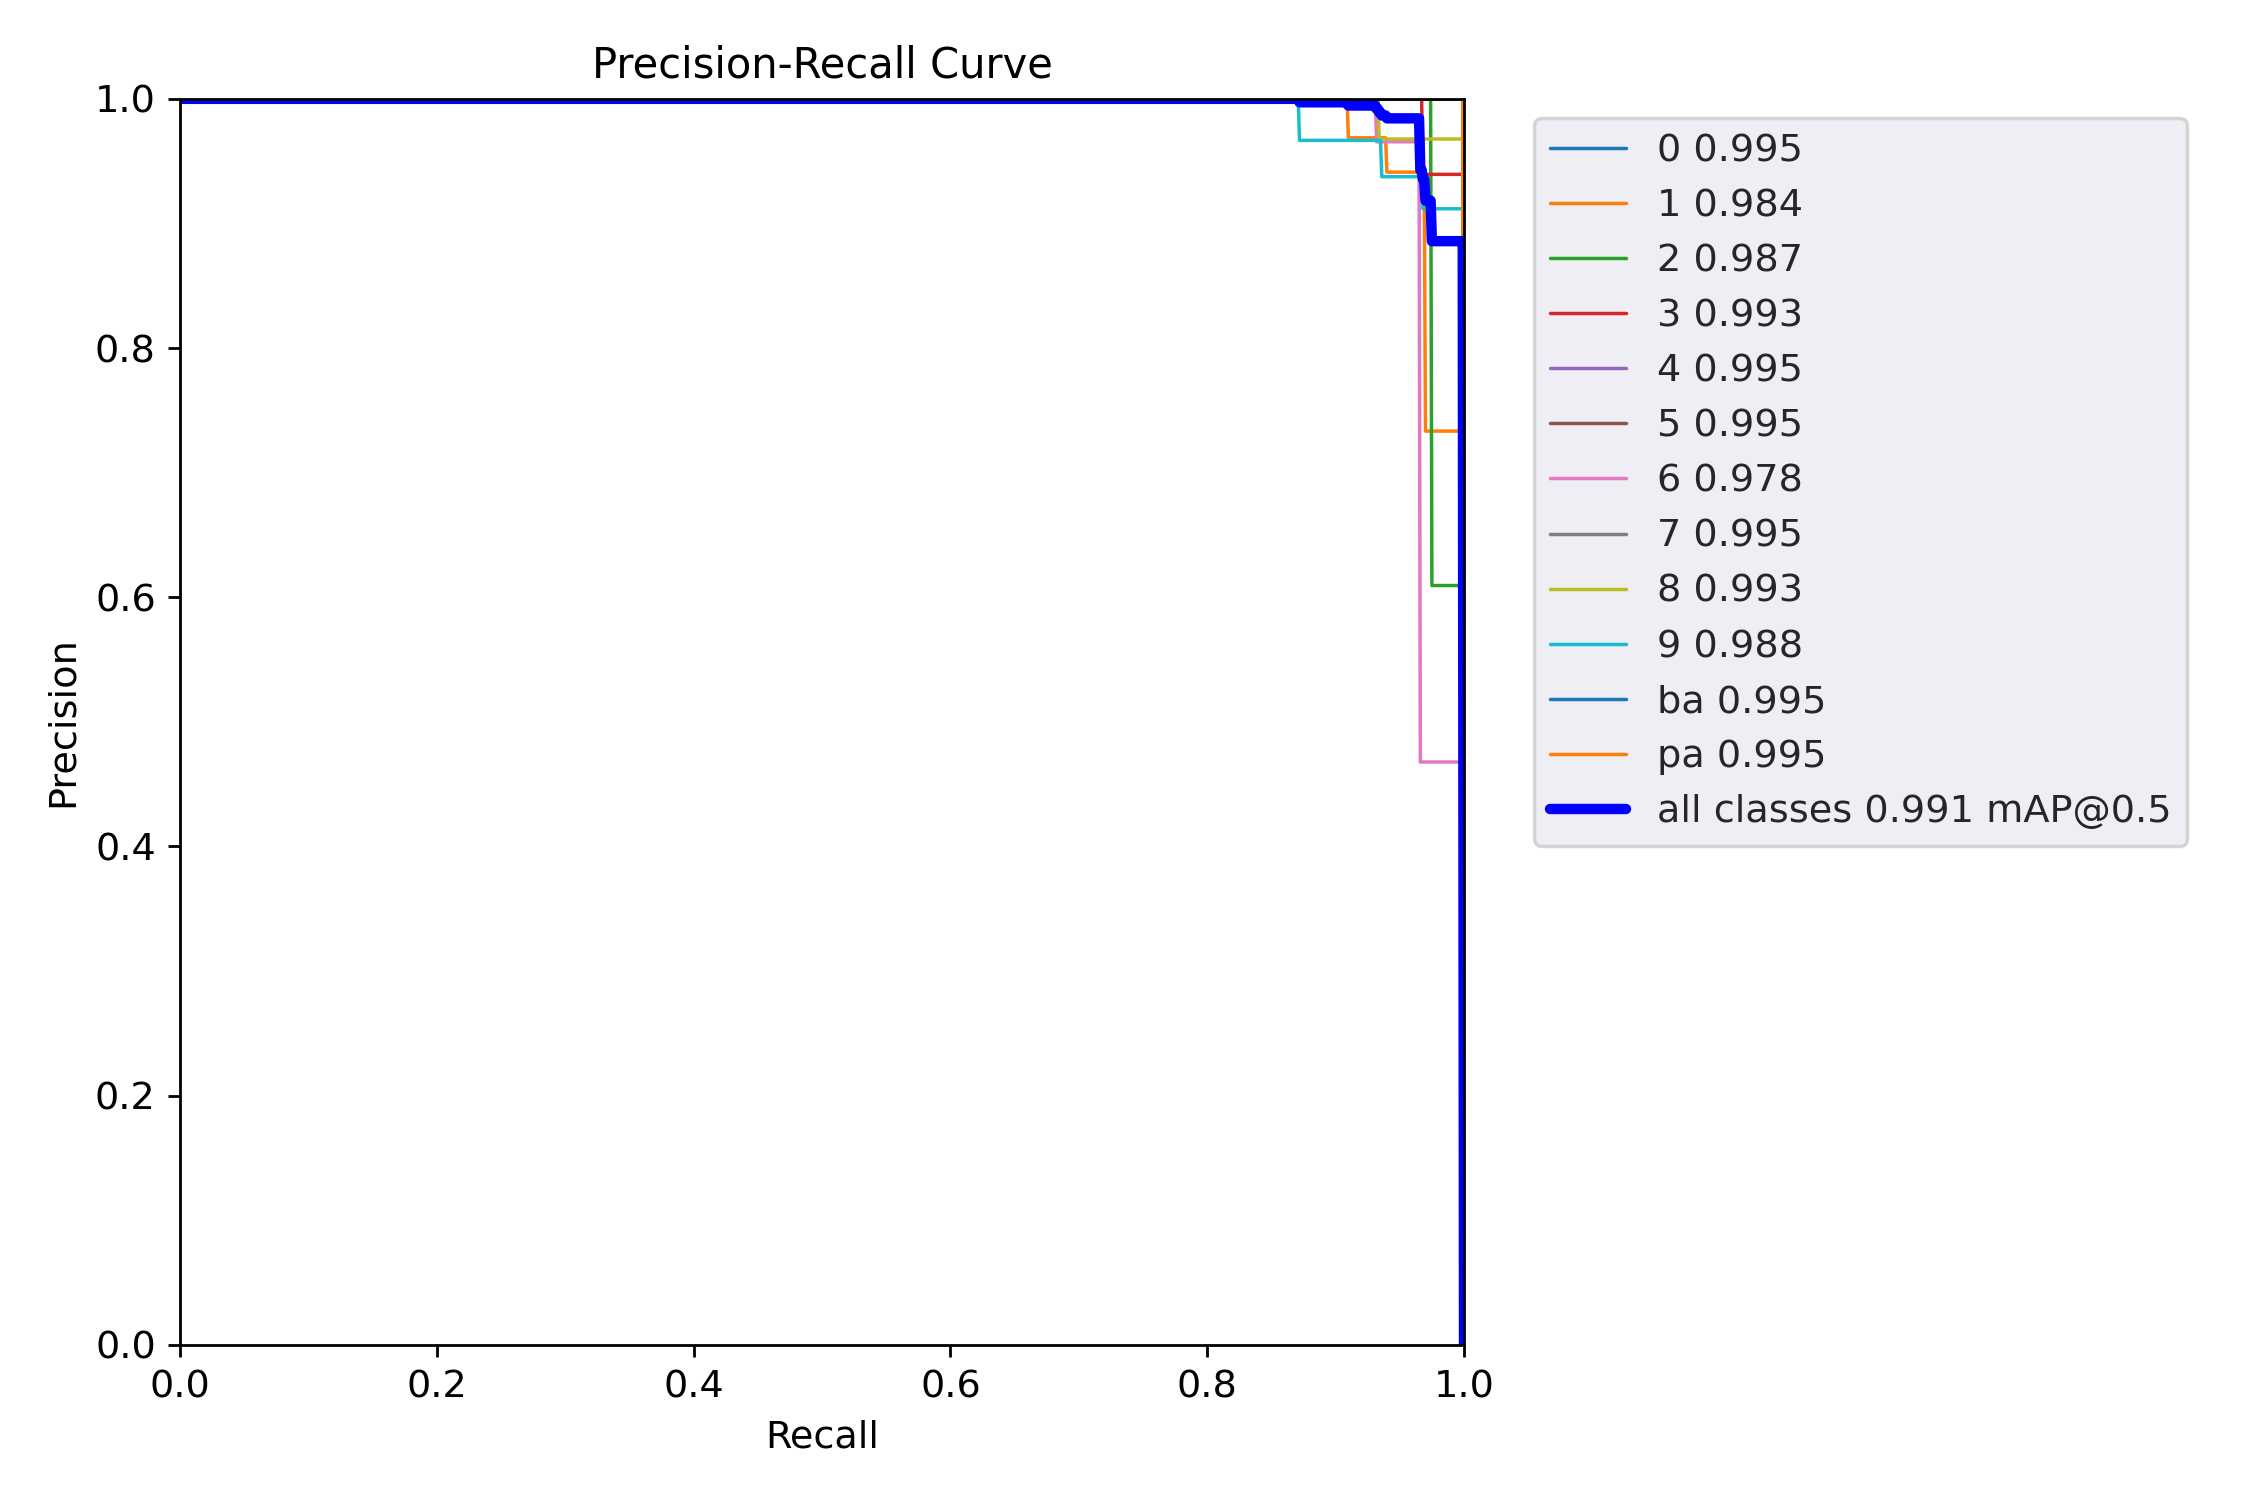 Precision-Recall Curve
1.0
0.8
0.6
0.4
0.2
0.0
Precision
0.0 0.2 0.4 0.6 0.8 1.0
Recall
0 0.995
1 0.984
2 0.987
3 0.993
4 0.995
5 0.995
6 0.978
7 0.995
8 0.993
9 0.988
ba 0.995
pa 0.995
all classes 0.991 mAP@0.5